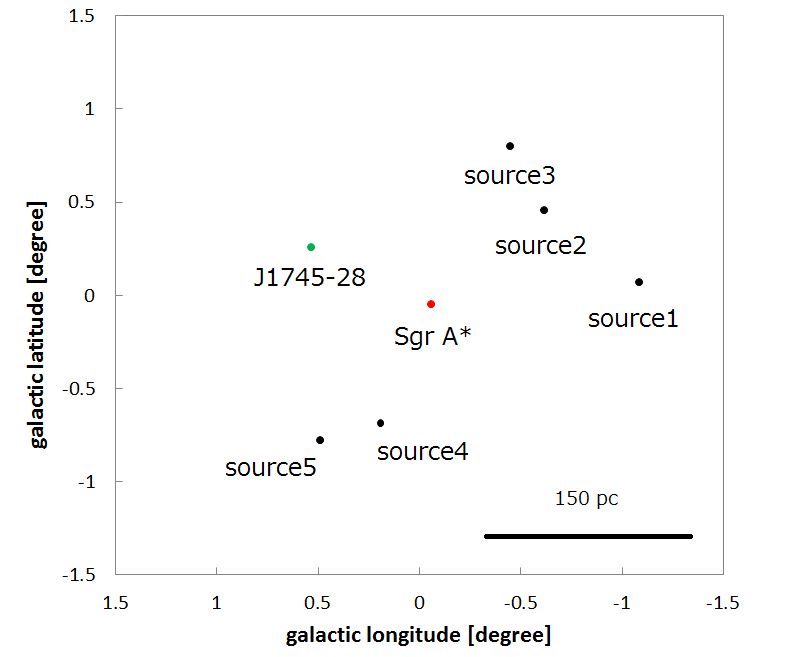 1.5
1
0.5
0
-0.5
-1
-1.5
galactic latitude [degree]
source3
source2
J1745-28
source1
Sgr A*
source4
source5
150 pc
1.5 1 0.5 0 -0.5 -1 -1.5
galactic longitude [degree]